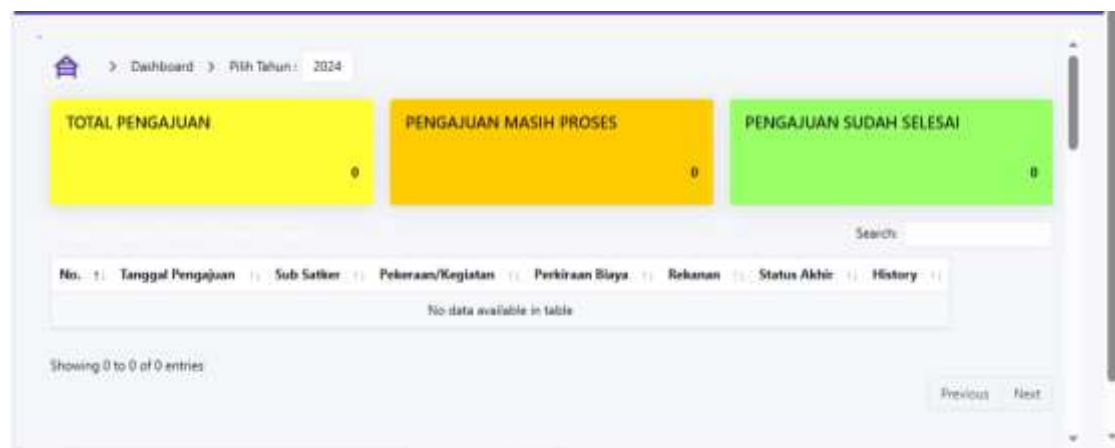 > Dashboard > Pilih Tahun : 2024
TOTAL PENGAJUAN
0
PENGAJUAN MASIH PROSES
0
PENGAJUAN SUDAH SELESAI
0
Search:
No. Tanggal Pengajuan Sub Satker Pekeraan/Kegiatan Perkiraan Biaya Rekanan Status Akhir History
No data available in table
Showing 0 to 0 of 0 entries
Previous Next